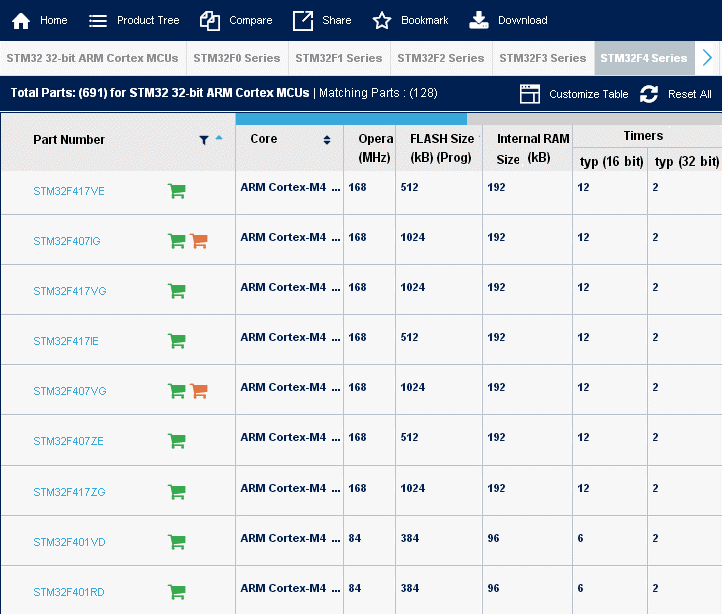 Home Product Tree Compare Share Bookmark Download
STM32 32-bit ARM Cortex MCUs STM32F0 Series STM32F1 Series STM32F2 Series STM32F3 Series STM32F4 Series
Total Parts: (691) for STM32 32-bit ARM Cortex MCUs | Matching Parts : (128) Customize Table Reset All
Part Number Core Opera (MHz) FLASH Size (kB) (Prog) Internal RAM Size (kB) Timers
typ (16 bit) typ (32 bit)
STM32F417VE ARM Cortex-M4 ... 168 512 192 12 2
STM32F407IG ARM Cortex-M4 ... 168 1024 192 12 2
STM32F417VG ARM Cortex-M4 ... 168 1024 192 12 2
STM32F417IE ARM Cortex-M4 ... 168 512 192 12 2
STM32F407VG ARM Cortex-M4 ... 168 1024 192 12 2
STM32F407ZE ARM Cortex-M4 ... 168 512 192 12 2
STM32F417ZG ARM Cortex-M4 ... 168 1024 192 12 2
STM32F401VD ARM Cortex-M4 ... 84 384 96 6 2
STM32F401RD ARM Cortex-M4 ... 84 384 96 6 2